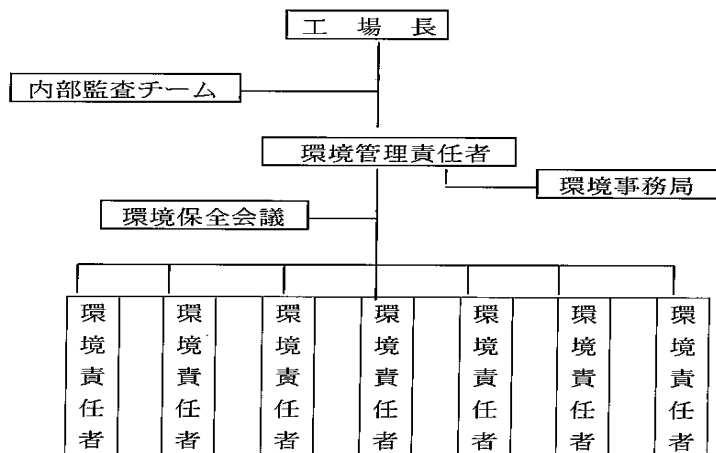 工場長
内部監査チーム
環境管理責任者
環境事務局
環境保全会議
環境責任者
環境責任者
環境責任者
環境責任者
環境責任者
環境責任者
環境責任者